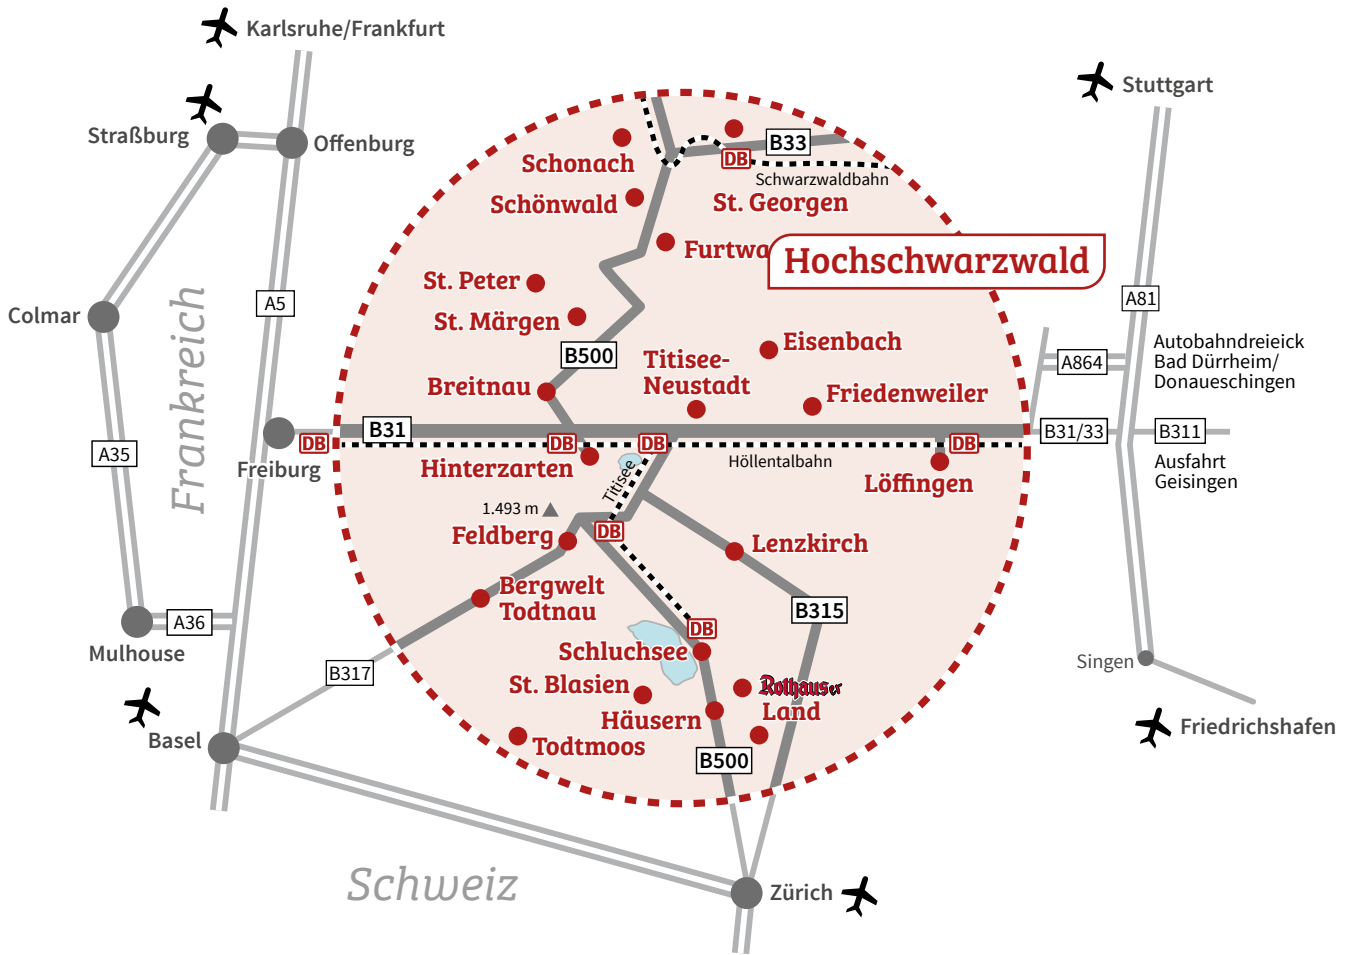 Karlsruhe/Frankfurt
Stuttgart
Straßburg
Offenburg
Schonach
B33
DB
Schwarzwaldbahn
Schönwald
St. Georgen
Furtwa
Hochschwarzwald
St. Peter
A5
A81
Colmar
St. Märgen
Frankreich
B500
Titisee-
Neustadt
Eisenbach
Autobahndreieick
Bad Dürrheim/
Donaueschingen
A864
Breitnau
Friedenweiler
B31
B31/33
B311
DB
DB
DB
DB
A35
Freiburg
Hinterzarten
Titisee
Höllentalbahn
Löffingen
Ausfahrt
Geisingen
1.493 m
Feldberg
DB
Lenzkirch
Bergwelt
Todtnau
B315
A36
DB
Mulhouse
Schluchsee
Singen
B317
St. Blasien
Rothauser
Land
Häusern
Friedrichshafen
Basel
Todtmoos
B500
Schweiz
Zürich